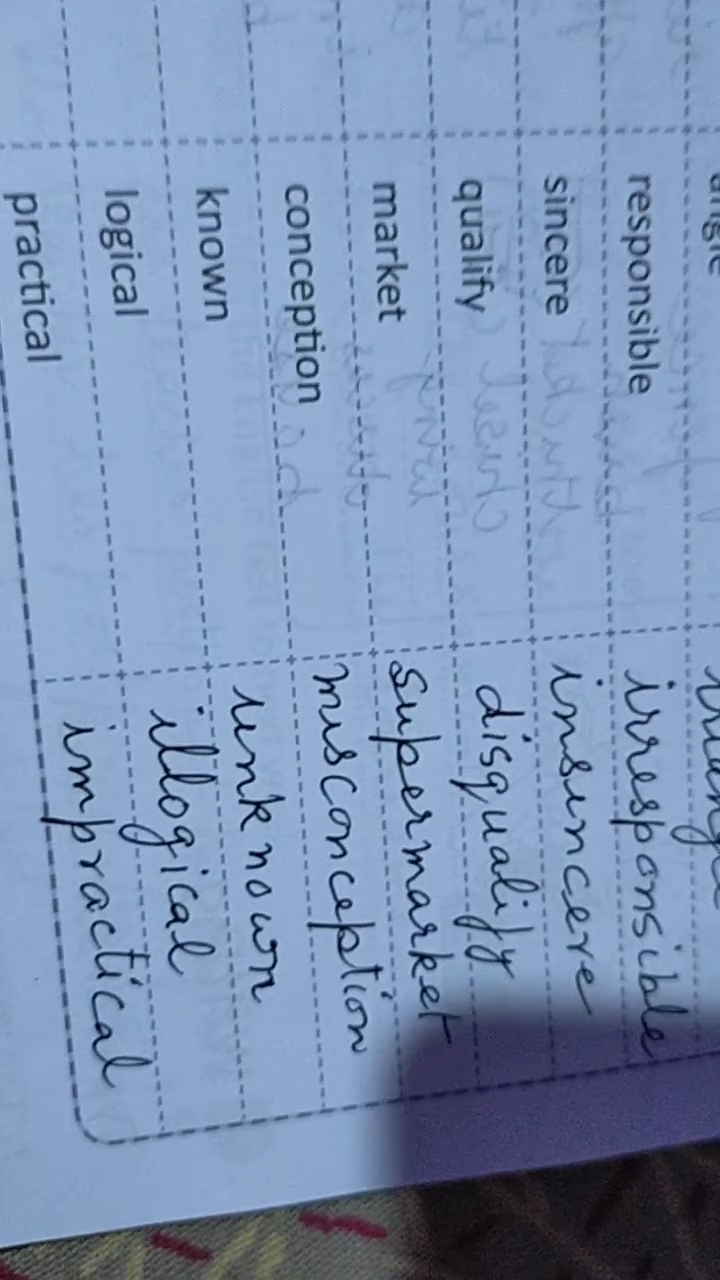 responsible irresponsible
sincere insincere
qualify disqualify
market supermarket
conception misconception
known unknown
logical illogical
practical impractical